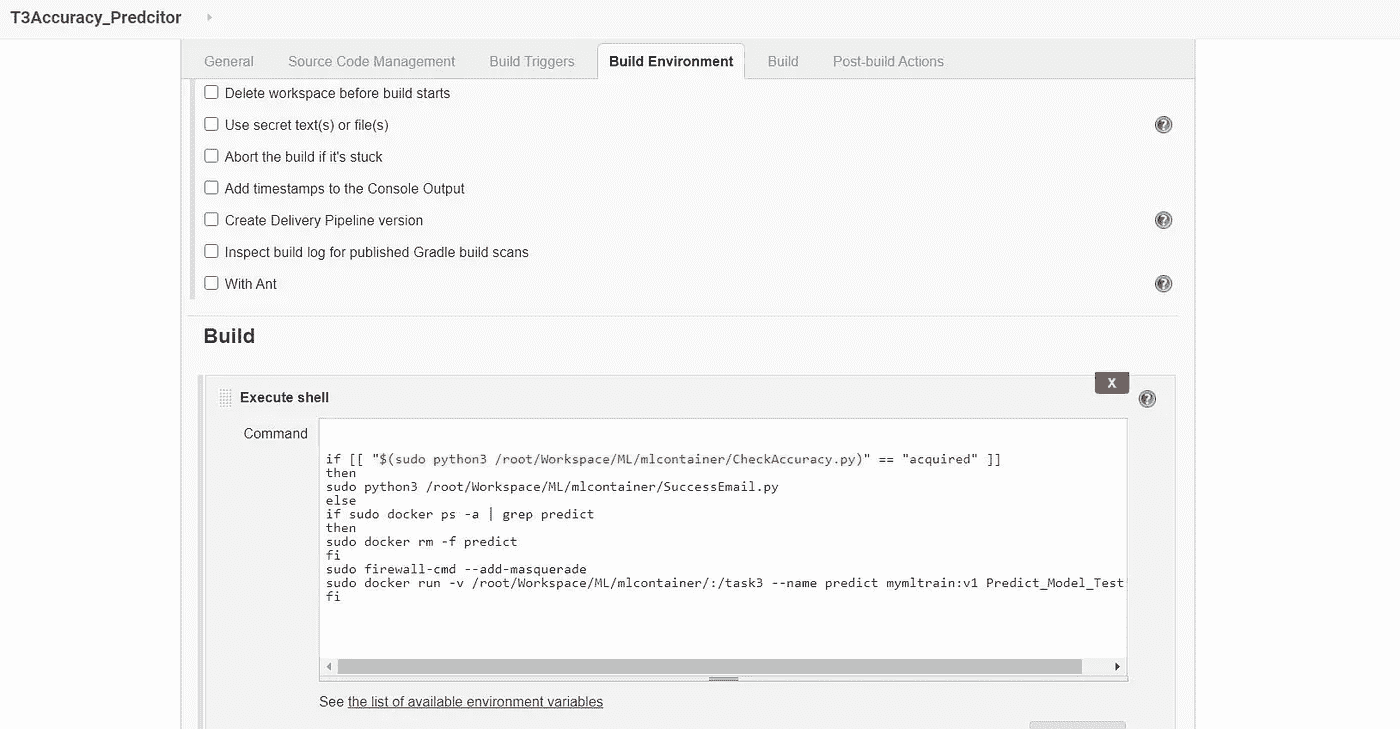 T3Accuracy_Predcitor
General Source Code Management Build Triggers Build Environment Build Post-build Actions
Delete workspace before build starts
Use secret text(s) or file(s)
Abort the build if it's stuck
Add timestamps to the Console Output
Create Delivery Pipeline version
Inspect build log for published Gradle build scans
With Ant
Build
X
Execute shell
Command
if [[ "$(sudo python3 /root/Workspace/ML/mlcontainer/CheckAccuracy.py)" == "acquired" ]]
then
sudo python3 /root/Workspace/ML/mlcontainer/SuccessEmail.py
else
if sudo docker ps -a | grep predict
then
sudo docker rm -f predict
fi
sudo firewall-cmd --add-masquerade
sudo docker run -v /root/Workspace/ML/mlcontainer/:/task3 --name predict mymltrain:v1 Predict_Model_Test
fi
See the list of available environment variables